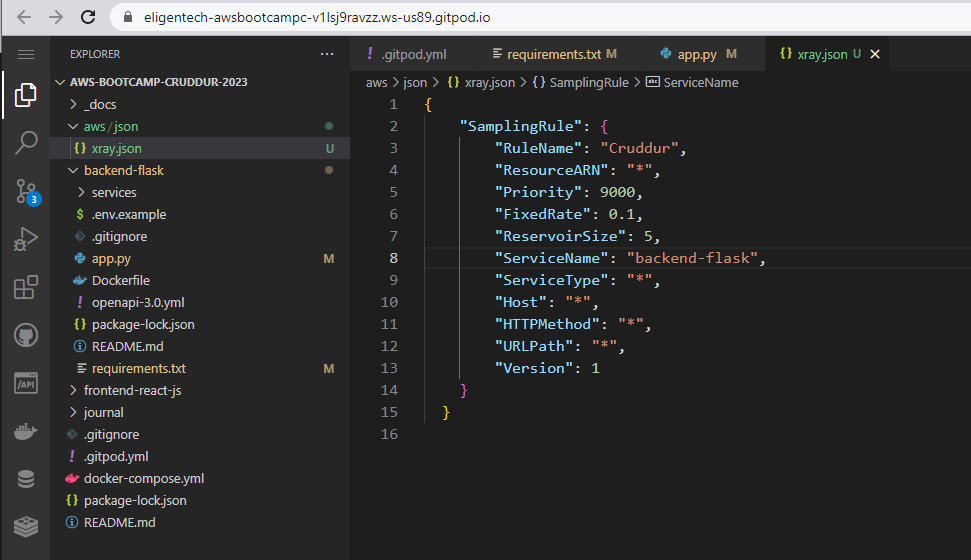 eligentech-awsbootcampc-v1lsj9ravzz.ws-us89.gitpod.io
EXPLORER
AWS-BOOTCAMP-CRUDDUR-2023
_docs
aws / json
{} xray.json U
backend-flask
services
$ .env.example
.gitignore
app.py M
Dockerfile
! openapi-3.0.yml
{} package-lock.json
README.md
requirements.txt M
frontend-react-js
journal
.gitignore
! .gitpod.yml
docker-compose.yml
{} package-lock.json
README.md
3
/API
! .gitpod.yml requirements.txt M app.py M {} xray.json U
aws > json > {} xray.json > {} SamplingRule > abc ServiceName
1 {
2 "SamplingRule": {
3 "RuleName": "Cruddur",
4 "ResourceARN": "*",
5 "Priority": 9000,
6 "FixedRate": 0.1,
7 "ReservoirSize": 5,
8 "ServiceName": "backend-flask",
9 "ServiceType": "*",
10 "Host": "*",
11 "HTTPMethod": "*",
12 "URLPath": "*",
13 "Version": 1
14 }
15 }
16